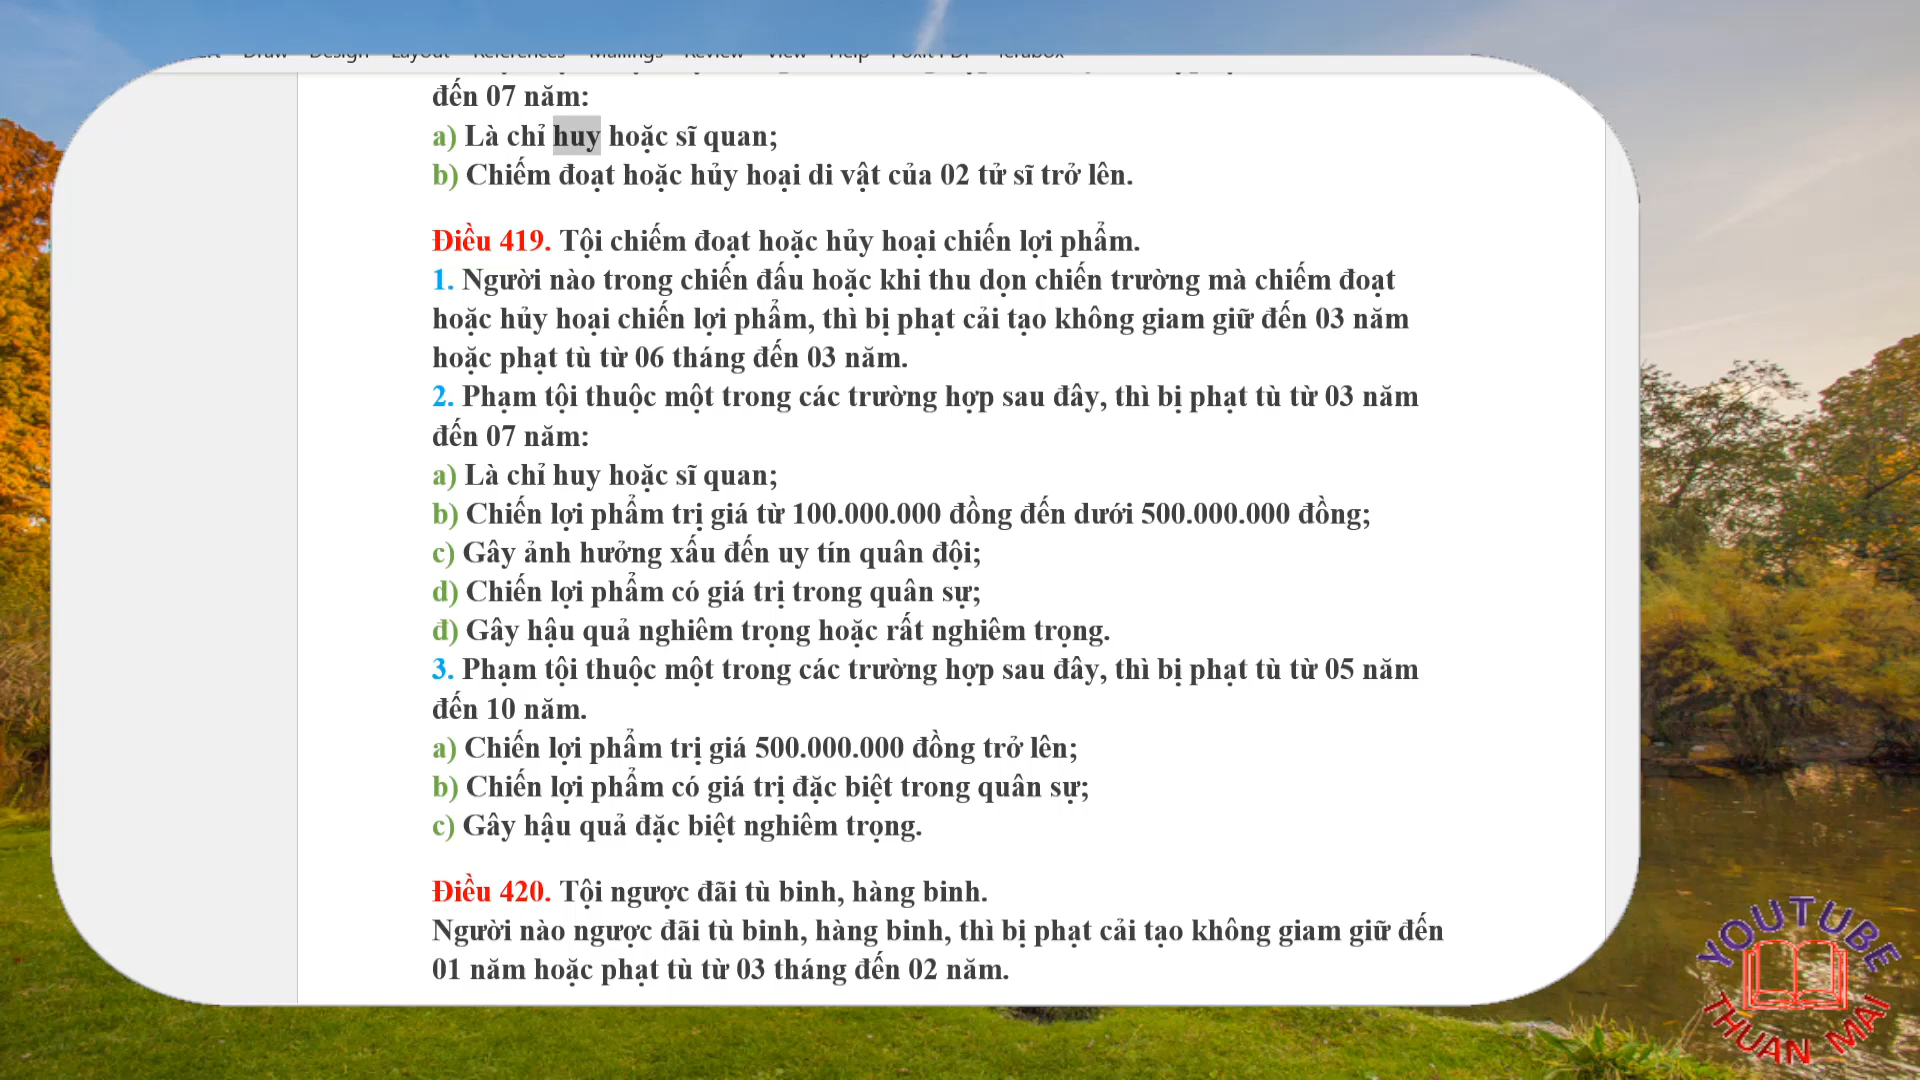 Draw Design Layout References Mailings Review View Help Foxit PDF Terabox
đến 07 năm:
a) Là chỉ huy hoặc sĩ quan;
b) Chiếm đoạt hoặc hủy hoại di vật của 02 tử sĩ trở lên.
Điều 419. Tội chiếm đoạt hoặc hủy hoại chiến lợi phẩm.
1. Người nào trong chiến đấu hoặc khi thu dọn chiến trường mà chiếm đoạt
hoặc hủy hoại chiến lợi phẩm, thì bị phạt cải tạo không giam giữ đến 03 năm
hoặc phạt tù từ 06 tháng đến 03 năm.
2. Phạm tội thuộc một trong các trường hợp sau đây, thì bị phạt tù từ 03 năm
đến 07 năm:
a) Là chỉ huy hoặc sĩ quan;
b) Chiến lợi phẩm trị giá từ 100.000.000 đồng đến dưới 500.000.000 đồng;
c) Gây ảnh hưởng xấu đến uy tín quân đội;
d) Chiến lợi phẩm có giá trị trong quân sự;
đ) Gây hậu quả nghiêm trọng hoặc rất nghiêm trọng.
3. Phạm tội thuộc một trong các trường hợp sau đây, thì bị phạt tù từ 05 năm
đến 10 năm.
a) Chiến lợi phẩm trị giá 500.000.000 đồng trở lên;
b) Chiến lợi phẩm có giá trị đặc biệt trong quân sự;
c) Gây hậu quả đặc biệt nghiêm trọng.
Điều 420. Tội ngược đãi tù binh, hàng binh.
Người nào ngược đãi tù binh, hàng binh, thì bị phạt cải tạo không giam giữ đến
01 năm hoặc phạt tù từ 03 tháng đến 02 năm.
YOUTUBE
THUAN MAI